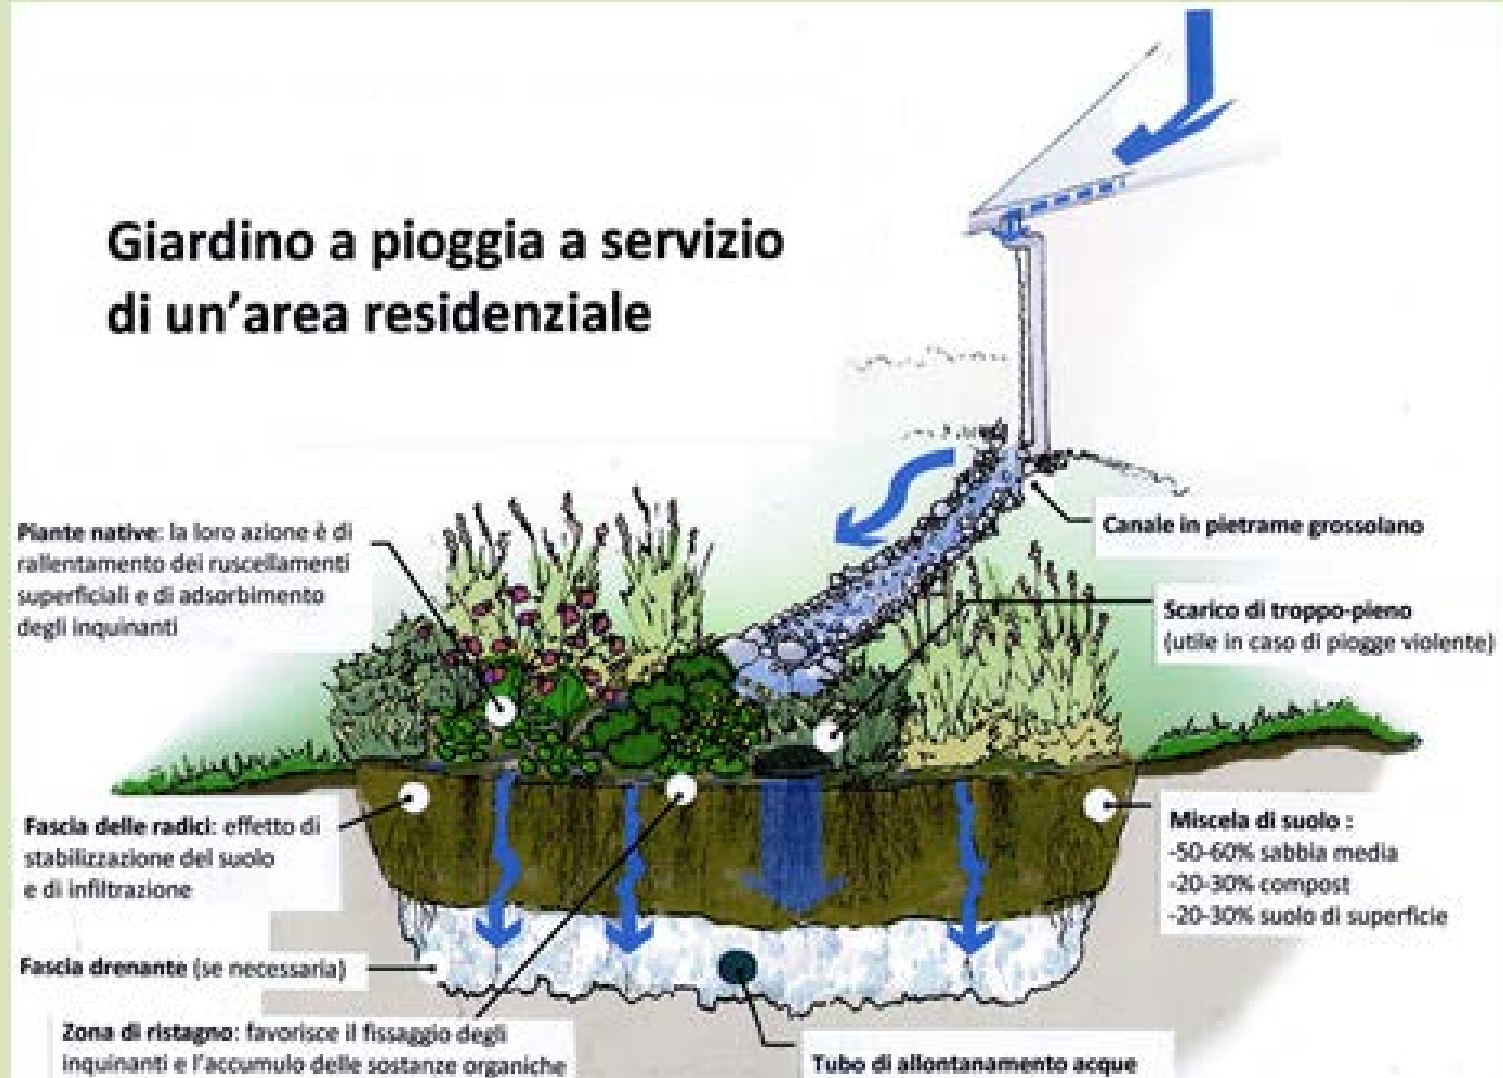 Giardino a pioggia a servizio
di un'area residenziale
Piante native: la loro azione è di
rallentamento dei ruscellamenti
superficiali e di adsorbimento
degli inquinanti
Canale in pietrame grossolano
Scarico di troppo-pieno
(utile in caso di piogge violente)
Fascia delle radici: effetto di
stabilizzazione del suolo
e di infiltrazione
Miscela di suolo :
-50-60% sabbia media
-20-30% compost
-20-30% suolo di superficie
Fascia drenante (se necessaria)
Zona di ristagno: favorisce il fissaggio degli
inquinanti e l'accumulo delle sostanze organiche
Tubo di allontanamento acque